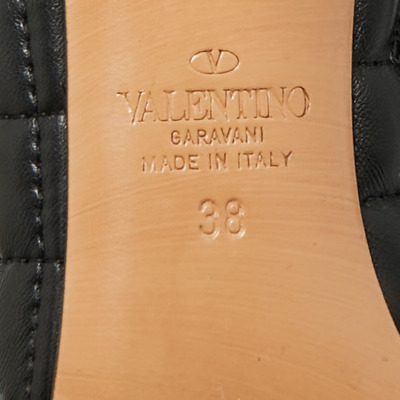 VALENTINO
GARAVANI
MADE IN ITALY
38